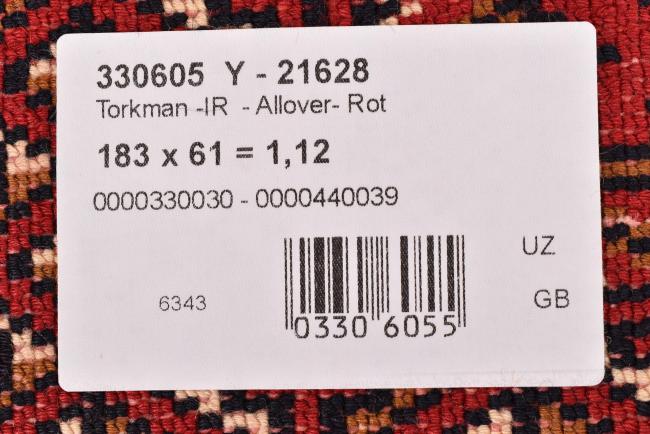 330605 Y - 21628
Torkman -IR - Allover- Rot
183 x 61 = 1,12
0000330030 - 0000440039
UZ
6343
GB
0330 6055